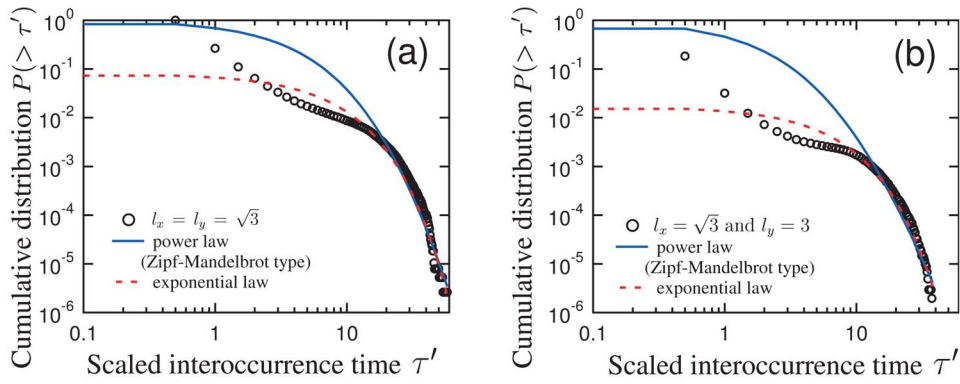 Cumulative distribution P(> τ′)
10^0
10^-1
10^-2
10^-3
10^-4
10^-5
10^-6
(a)
l_x = l_y = √3
power law
(Zipf-Mandelbrot type)
exponential law
0.1 1 10
Scaled interoccurrence time τ′
Cumulative distribution P(> τ′)
10^0
10^-1
10^-2
10^-3
10^-4
10^-5
10^-6
(b)
l_x = √3 and l_y = 3
power law
(Zipf-Mandelbrot type)
exponential law
0.1 1 10
Scaled interoccurrence time τ′